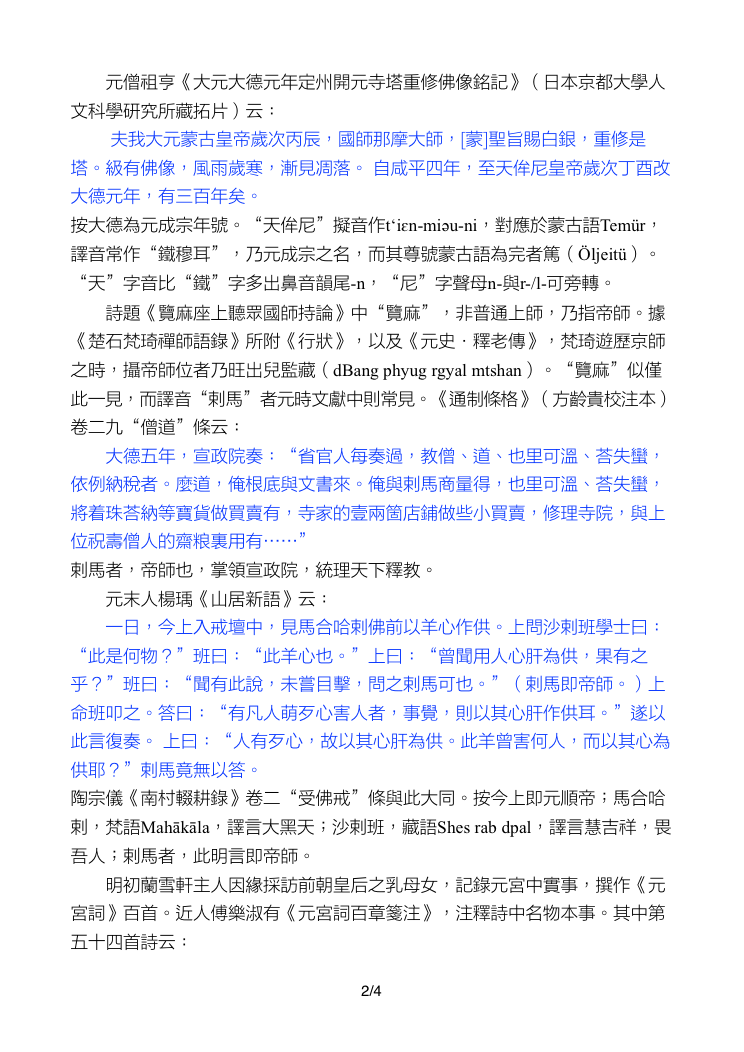 元僧祖亨《大元大德元年定州開元寺塔重修佛像銘記》（日本京都大學人
文科學研究所藏拓片）云：
夫我大元蒙古皇帝歲次丙辰，國師那摩大師，[蒙]聖旨賜白銀，重修是
塔。級有佛像，風雨歲寒，漸見凋落。 自咸平四年，至天侔尼皇帝歲次丁酉改
大德元年，有三百年矣。
按大德為元成宗年號。“天侔尼”擬音作t‘iɛn-miəu-ni，對應於蒙古語Temür，
譯音常作“鐵穆耳”，乃元成宗之名，而其尊號蒙古語為完者篤（Öljeitü）。
“天”字音比“鐵”字多出鼻音韻尾-n，“尼”字聲母n-與r-/l-可旁轉。
詩題《覽麻座上聽眾國師持論》中“覽麻”，非普通上師，乃指帝師。據
《楚石梵琦禪師語錄》所附《行狀》，以及《元史．釋老傳》，梵琦遊歷京師
之時，攝帝師位者乃旺出兒監藏（dBang phyug rgyal mtshan）。“覽麻”似僅
此一見，而譯音“剌馬”者元時文獻中則常見。《通制條格》（方齡貴校注本）
卷二九“僧道”條云：
大德五年，宣政院奏：“省官人每奏過，教僧、道、也里可溫、荅失蠻，
依例納稅者。麼道，俺根底與文書來。俺與剌馬商量得，也里可溫、荅失蠻，
將着珠荅納等寶貨做買賣有，寺家的壹兩箇店鋪做些小買賣，修理寺院，與上
位祝壽僧人的齋粮裏用有……”
剌馬者，帝師也，掌領宣政院，統理天下釋教。
元末人楊瑀《山居新語》云：
一日，今上入戒壇中，見馬合哈剌佛前以羊心作供。上問沙剌班學士曰：
“此是何物？”班曰：“此羊心也。”上曰：“曾聞用人心肝為供，果有之
乎？”班曰：“聞有此說，未嘗目擊，問之剌馬可也。”（剌馬即帝師。）上
命班叩之。答曰：“有凡人萌歹心害人者，事覺，則以其心肝作供耳。”遂以
此言復奏。 上曰：“人有歹心，故以其心肝為供。此羊曾害何人，而以其心為
供耶？”剌馬竟無以答。
陶宗儀《南村輟耕錄》卷二“受佛戒”條與此大同。按今上即元順帝；馬合哈
剌，梵語Mahākāla，譯言大黑天；沙剌班，藏語Shes rab dpal，譯言慧吉祥，畏
吾人；剌馬者，此明言即帝師。
明初蘭雪軒主人因緣採訪前朝皇后之乳母女，記錄元宮中實事，撰作《元
宮詞》百首。近人傅樂淑有《元宮詞百章箋注》，注釋詩中名物本事。其中第
五十四首詩云：
2/4